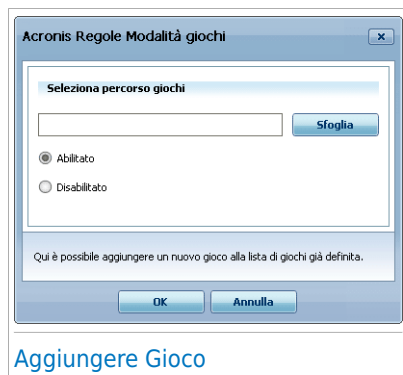 Acronis Regole Modalità giochi
Seleziona percorso giochi
Sfoglia
Abilitato
Disabilitato
Qui è possibile aggiungere un nuovo gioco alla lista di giochi già definita.
OK Annulla
Aggiungere Gioco